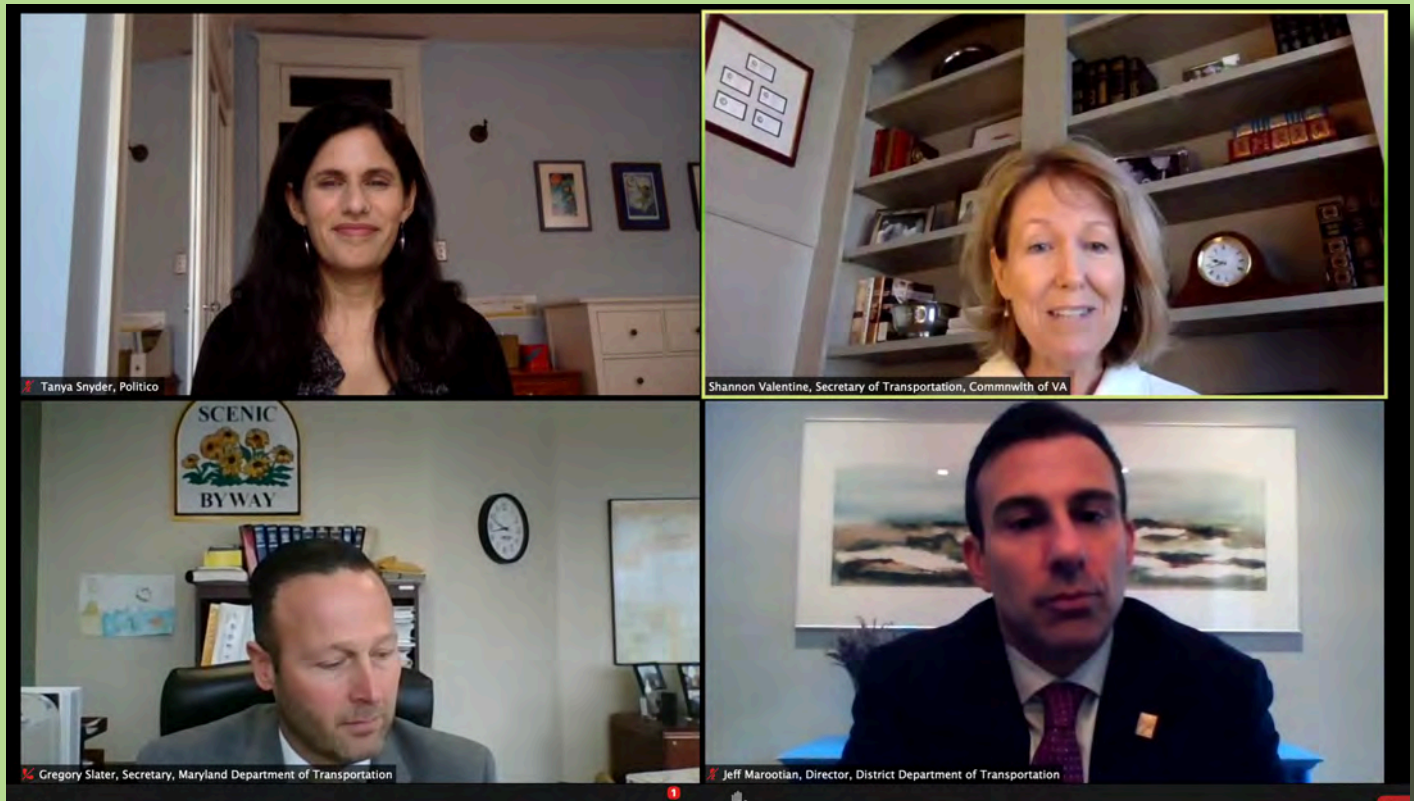 Tanya Snyder, Politico
Shannon Valentine, Secretary of Transportation, Commnwlth of VA
SCENIC
BYWAY
Gregory Slater, Secretary, Maryland Department of Transportation
Jeff Marootian, Director, District Department of Transportation
1